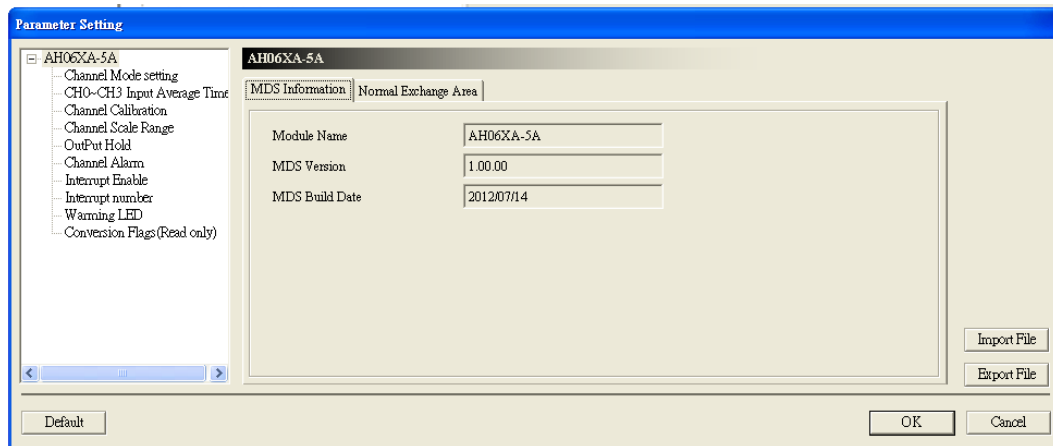 Parameter Setting
AH06XA-5A
Channel Mode setting
CH0~CH3 Input Average Time
Channel Calibration
Channel Scale Range
OutPut Hold
Channel Alarm
Interrupt Enable
Interrupt number
Warming LED
Conversion Flags(Read only)
AH06XA-5A
MDS Information
Normal Exchange Area
Module Name AH06XA-5A
MDS Version 1.00.00
MDS Build Date 2012/07/14
Import File
Export File
Default
OK
Cancel